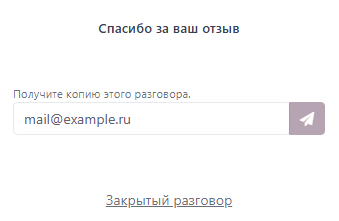 Спасибо за ваш отзыв
Получите копию этого разговора.
mail@example.ru
Закрытый разговор